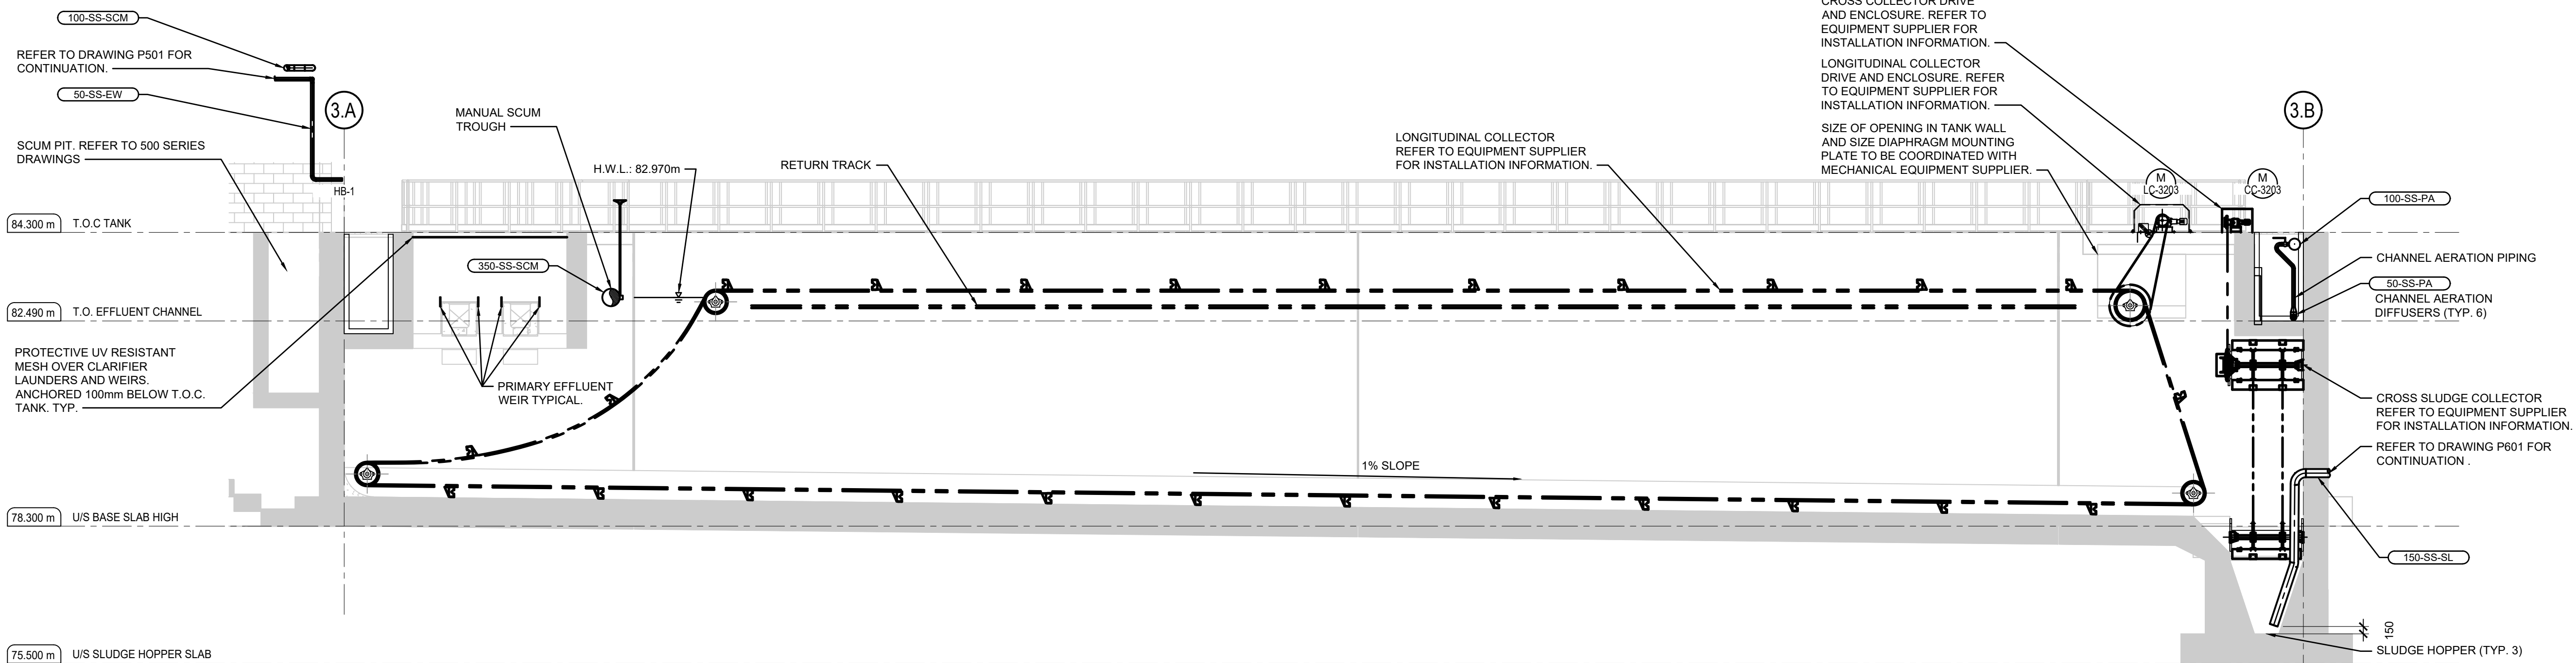 100-SS-SCM
REFER TO DRAWING P501 FOR
CONTINUATION.
50-SS-EW
SCUM PIT. REFER TO 500 SERIES
DRAWINGS
3.A
HB-1
MANUAL SCUM
TROUGH
H.W.L.: 82.970m
RETURN TRACK
LONGITUDINAL COLLECTOR
REFER TO EQUIPMENT SUPPLIER
FOR INSTALLATION INFORMATION.
CROSS COLLECTOR DRIVE
AND ENCLOSURE. REFER TO
EQUIPMENT SUPPLIER FOR
INSTALLATION INFORMATION.
LONGITUDINAL COLLECTOR
DRIVE AND ENCLOSURE. REFER
TO EQUIPMENT SUPPLIER FOR
INSTALLATION INFORMATION.
SIZE OF OPENING IN TANK WALL
AND SIZE DIAPHRAGM MOUNTING
PLATE TO BE COORDINATED WITH
MECHANICAL EQUIPMENT SUPPLIER.
3.B
M
LC-3203
M
CC-3203
84.300 m T.O.C TANK
350-SS-SCM
82.490 m T.O. EFFLUENT CHANNEL
PROTECTIVE UV RESISTANT
MESH OVER CLARIFIER
LAUNDERS AND WEIRS.
ANCHORED 100mm BELOW T.O.C.
TANK. TYP.
PRIMARY EFFLUENT
WEIR TYPICAL.
1% SLOPE
78.300 m U/S BASE SLAB HIGH
75.500 m U/S SLUDGE HOPPER SLAB
100-SS-PA
CHANNEL AERATION PIPING
50-SS-PA
CHANNEL AERATION
DIFFUSERS (TYP. 6)
CROSS SLUDGE COLLECTOR
REFER TO EQUIPMENT SUPPLIER
FOR INSTALLATION INFORMATION.
REFER TO DRAWING P601 FOR
CONTINUATION .
150-SS-SL
150
SLUDGE HOPPER (TYP. 3)